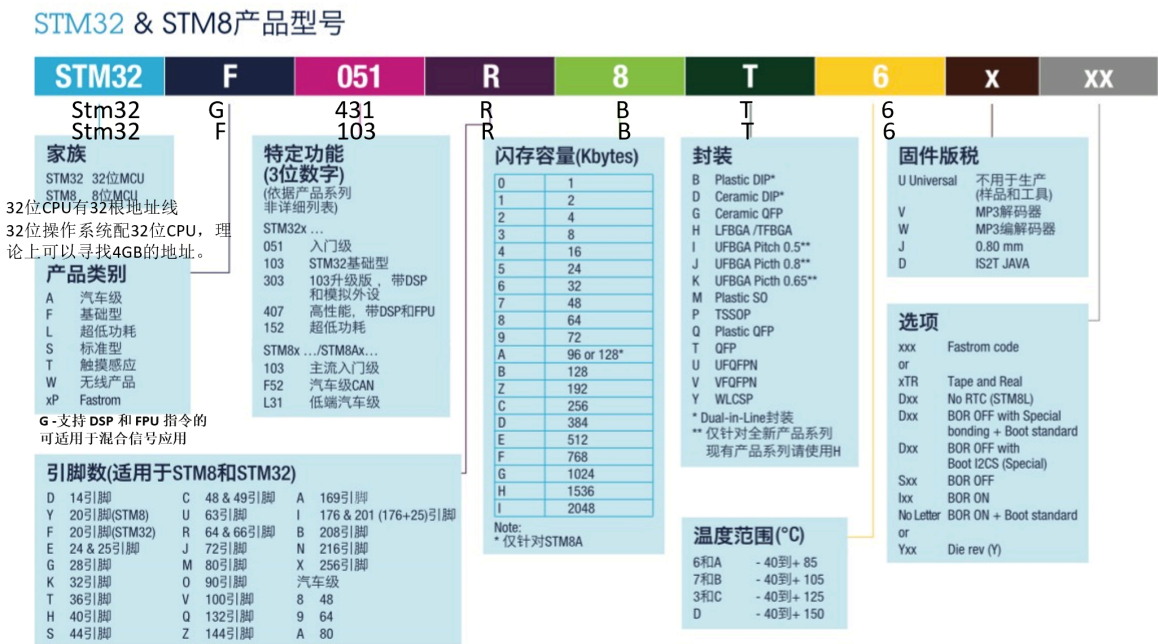 STM32 & STM8产品型号
STM32 F 051 R 8 T 6 x xx
Stm32 G 431 R B T 6
Stm32 F 103 R B T 6
家族
STM32 32位MCU
STM8 8位MCU
32位CPU有32根地址线
32位操作系统配32位CPU，理
论上可以寻找4GB的地址。
产品类别
A 汽车级
F 基础型
L 超低功耗
S 标准型
T 触摸感应
W 无线产品
xP Fastrom
G -支持 DSP 和 FPU 指令的
可适用于混合信号应用
特定功能
(3位数字)
(依据产品系列
非详细列表)
STM32x ...
051 入门级
103 STM32基础型
303 103升级版，带DSP
和模拟外设
407 高性能，带DSP和FPU
152 超低功耗
STM8x .../STM8Ax...
103 主流入门级
F52 汽车级CAN
L31 低端汽车级
引脚数(适用于STM8和STM32)
D 14引脚 C 48 & 49引脚 A 169引脚
Y 20引脚(STM8) U 63引脚 I 176 & 201 (176+25)引脚
F 20引脚(STM32) R 64 & 66引脚 B 208引脚
E 24 & 25引脚 J 72引脚 N 216引脚
G 28引脚 M 80引脚 X 256引脚
K 32引脚 O 90引脚 汽车级
T 36引脚 V 100引脚 8 48
H 40引脚 Q 132引脚 9 64
S 44引脚 Z 144引脚 A 80
闪存容量(Kbytes)
0 1
1 2
2 4
3 8
4 16
5 24
6 32
7 48
8 64
9 72
A 96 or 128*
B 128
Z 192
C 256
D 384
E 512
F 768
G 1024
H 1536
I 2048
Note:
* 仅针对STM8A
封装
B Plastic DIP*
D Ceramic DIP*
G Ceramic QFP
H LFBGA /TFBGA
I UFBGA Pitch 0.5**
J UFBGA Picth 0.8**
K UFBGA Picth 0.65**
M Plastic SO
P TSSOP
Q Plastic QFP
T QFP
U UFQFPN
V VFQFPN
Y WLCSP
* Dual-in-Line封装
** 仅针对全新产品系列
现有产品系列请使用H
温度范围(°C)
6和A - 40到+ 85
7和B - 40到+ 105
3和C - 40到+ 125
D - 40到+ 150
固件版税
U Universal 不用于生产
(样品和工具)
V MP3解码器
W MP3编解码器
J 0.80 mm
D IS2T JAVA
选项
xxx Fastrom code
or
xTR Tape and Real
Dxx No RTC (STM8L)
Dxx BOR OFF with Special
bonding + Boot standard
Dxx BOR OFF with
Boot I2CS (Special)
Sxx BOR OFF
Ixx BOR ON
No Letter BOR ON + Boot standard
or
Yxx Die rev (Y)